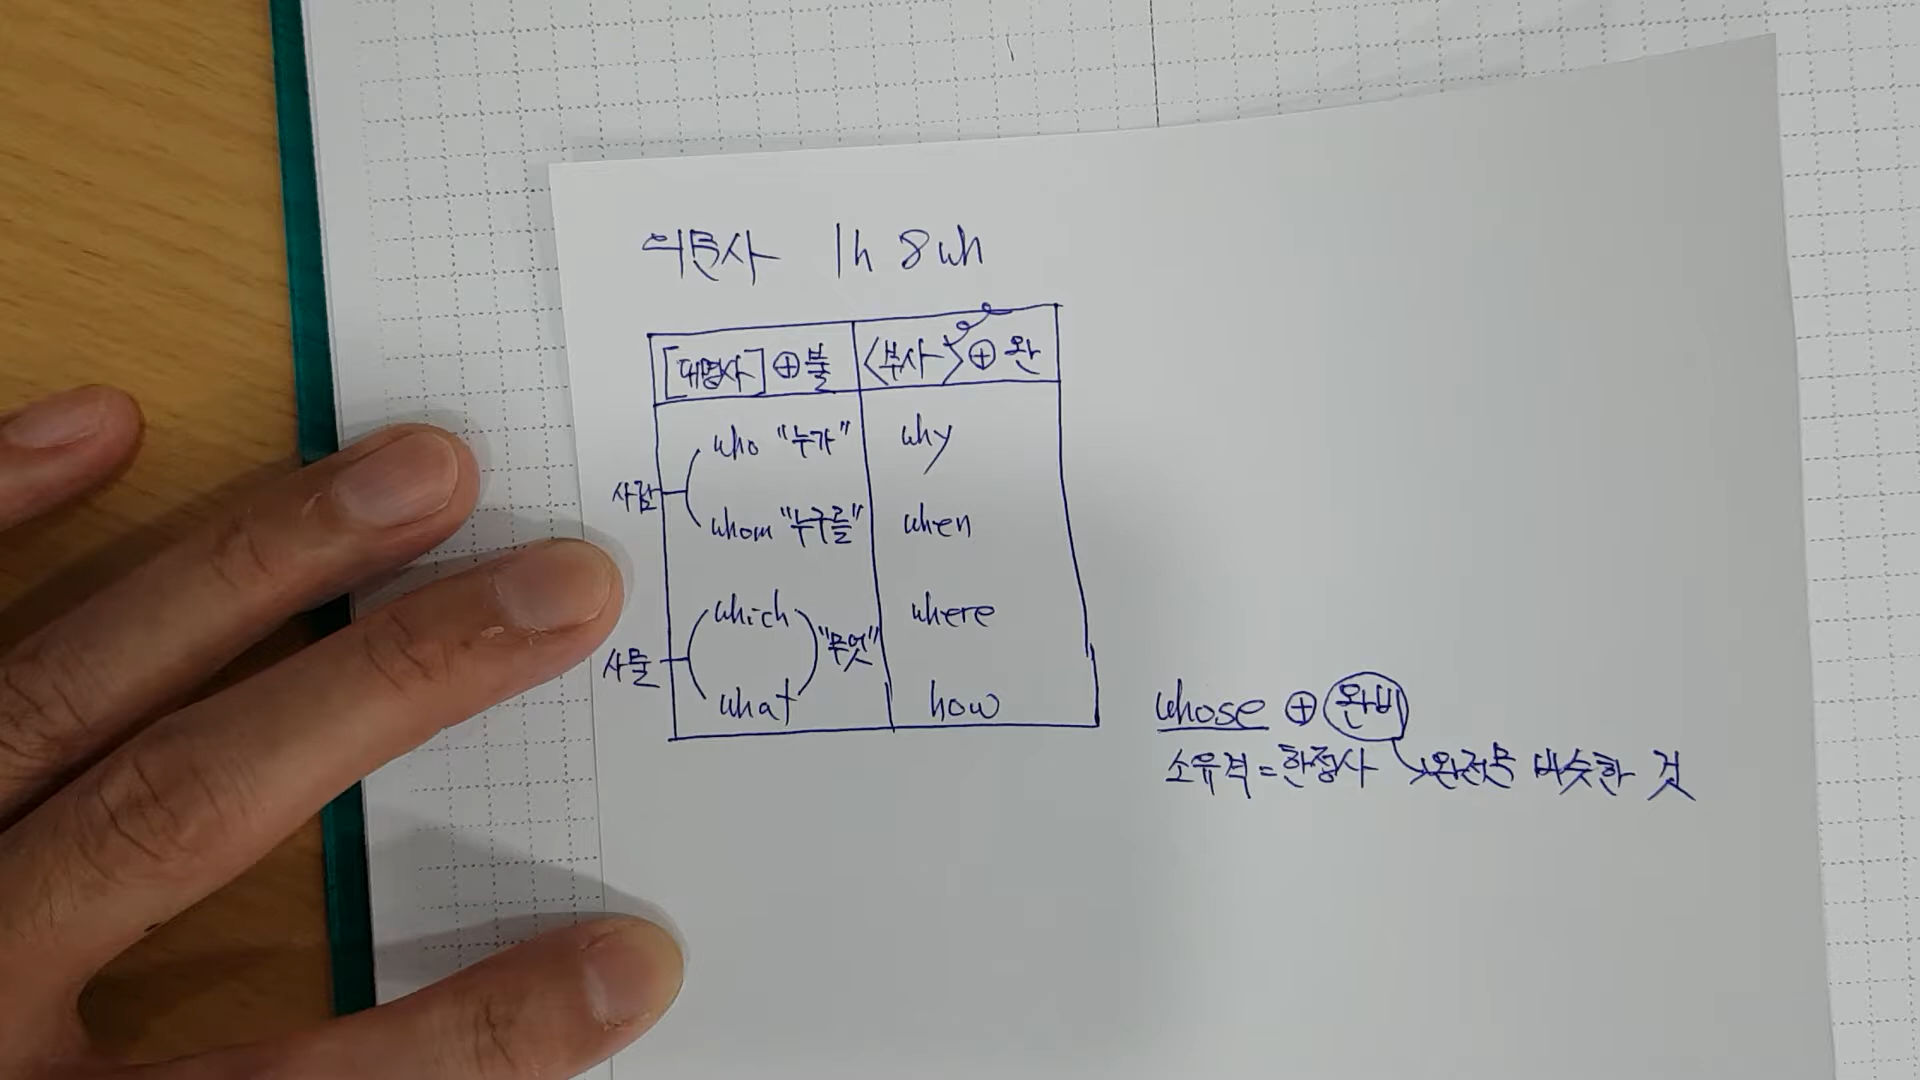 의문사 1h 8wh
[대명사]⊕불 <부사>⊕완
who "누가" why
사람
whom "누구를" when
which where
사물 "무엇"
what how
whose ⊕ 완비
소유격=한정사 완전문 비슷한 것